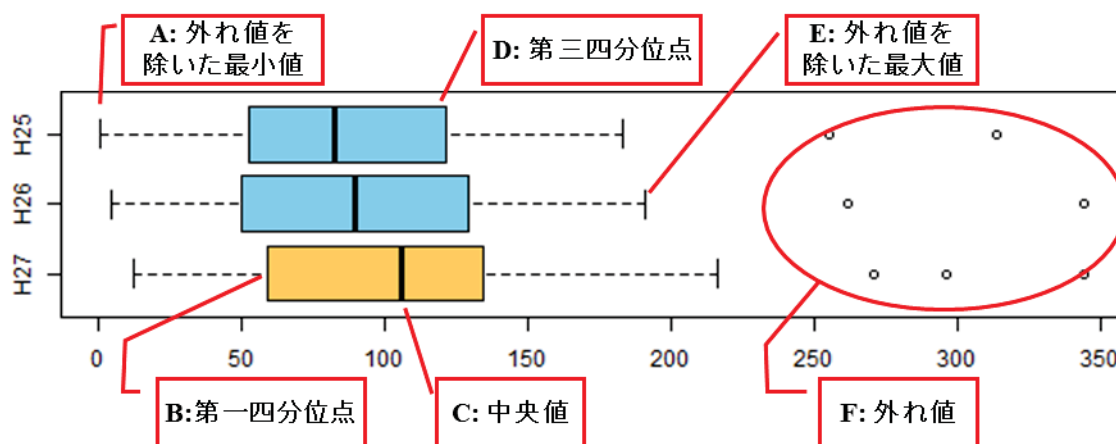 A: 外れ値を
除いた最小値
D: 第三四分位点
E: 外れ値を
除いた最大値
H25
H26
H27
0 50 100 150 200 250 300 350
B:第一四分位点
C: 中央値
F: 外れ値